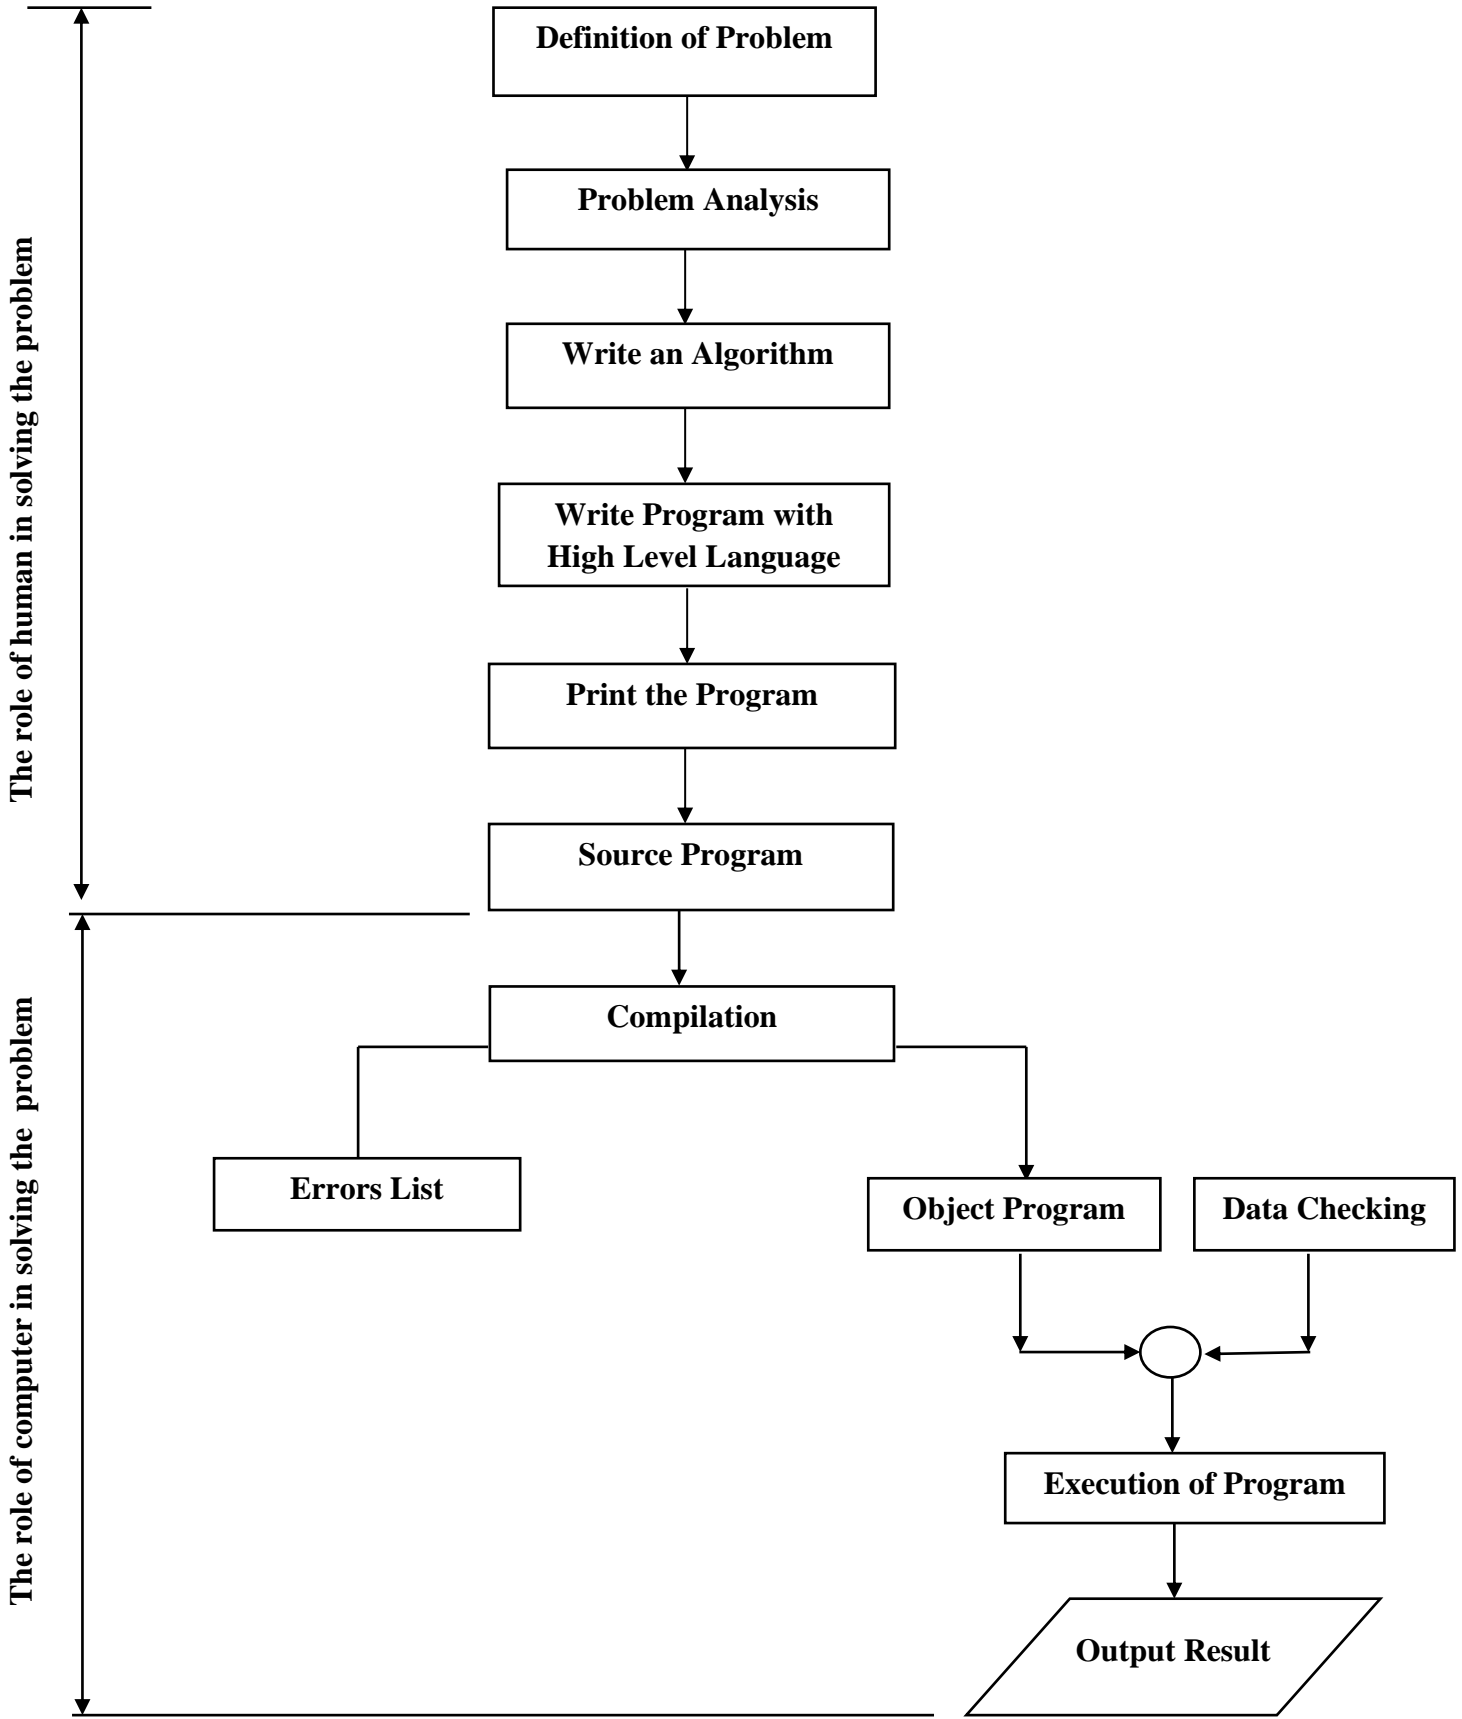 Definition of Problem
Problem Analysis
Write an Algorithm
Write Program with
High Level Language
Print the Program
Source Program
The role of human in solving the problem
Compilation
Errors List
Object Program
Data Checking
Execution of Program
Output Result
The role of computer in solving the problem